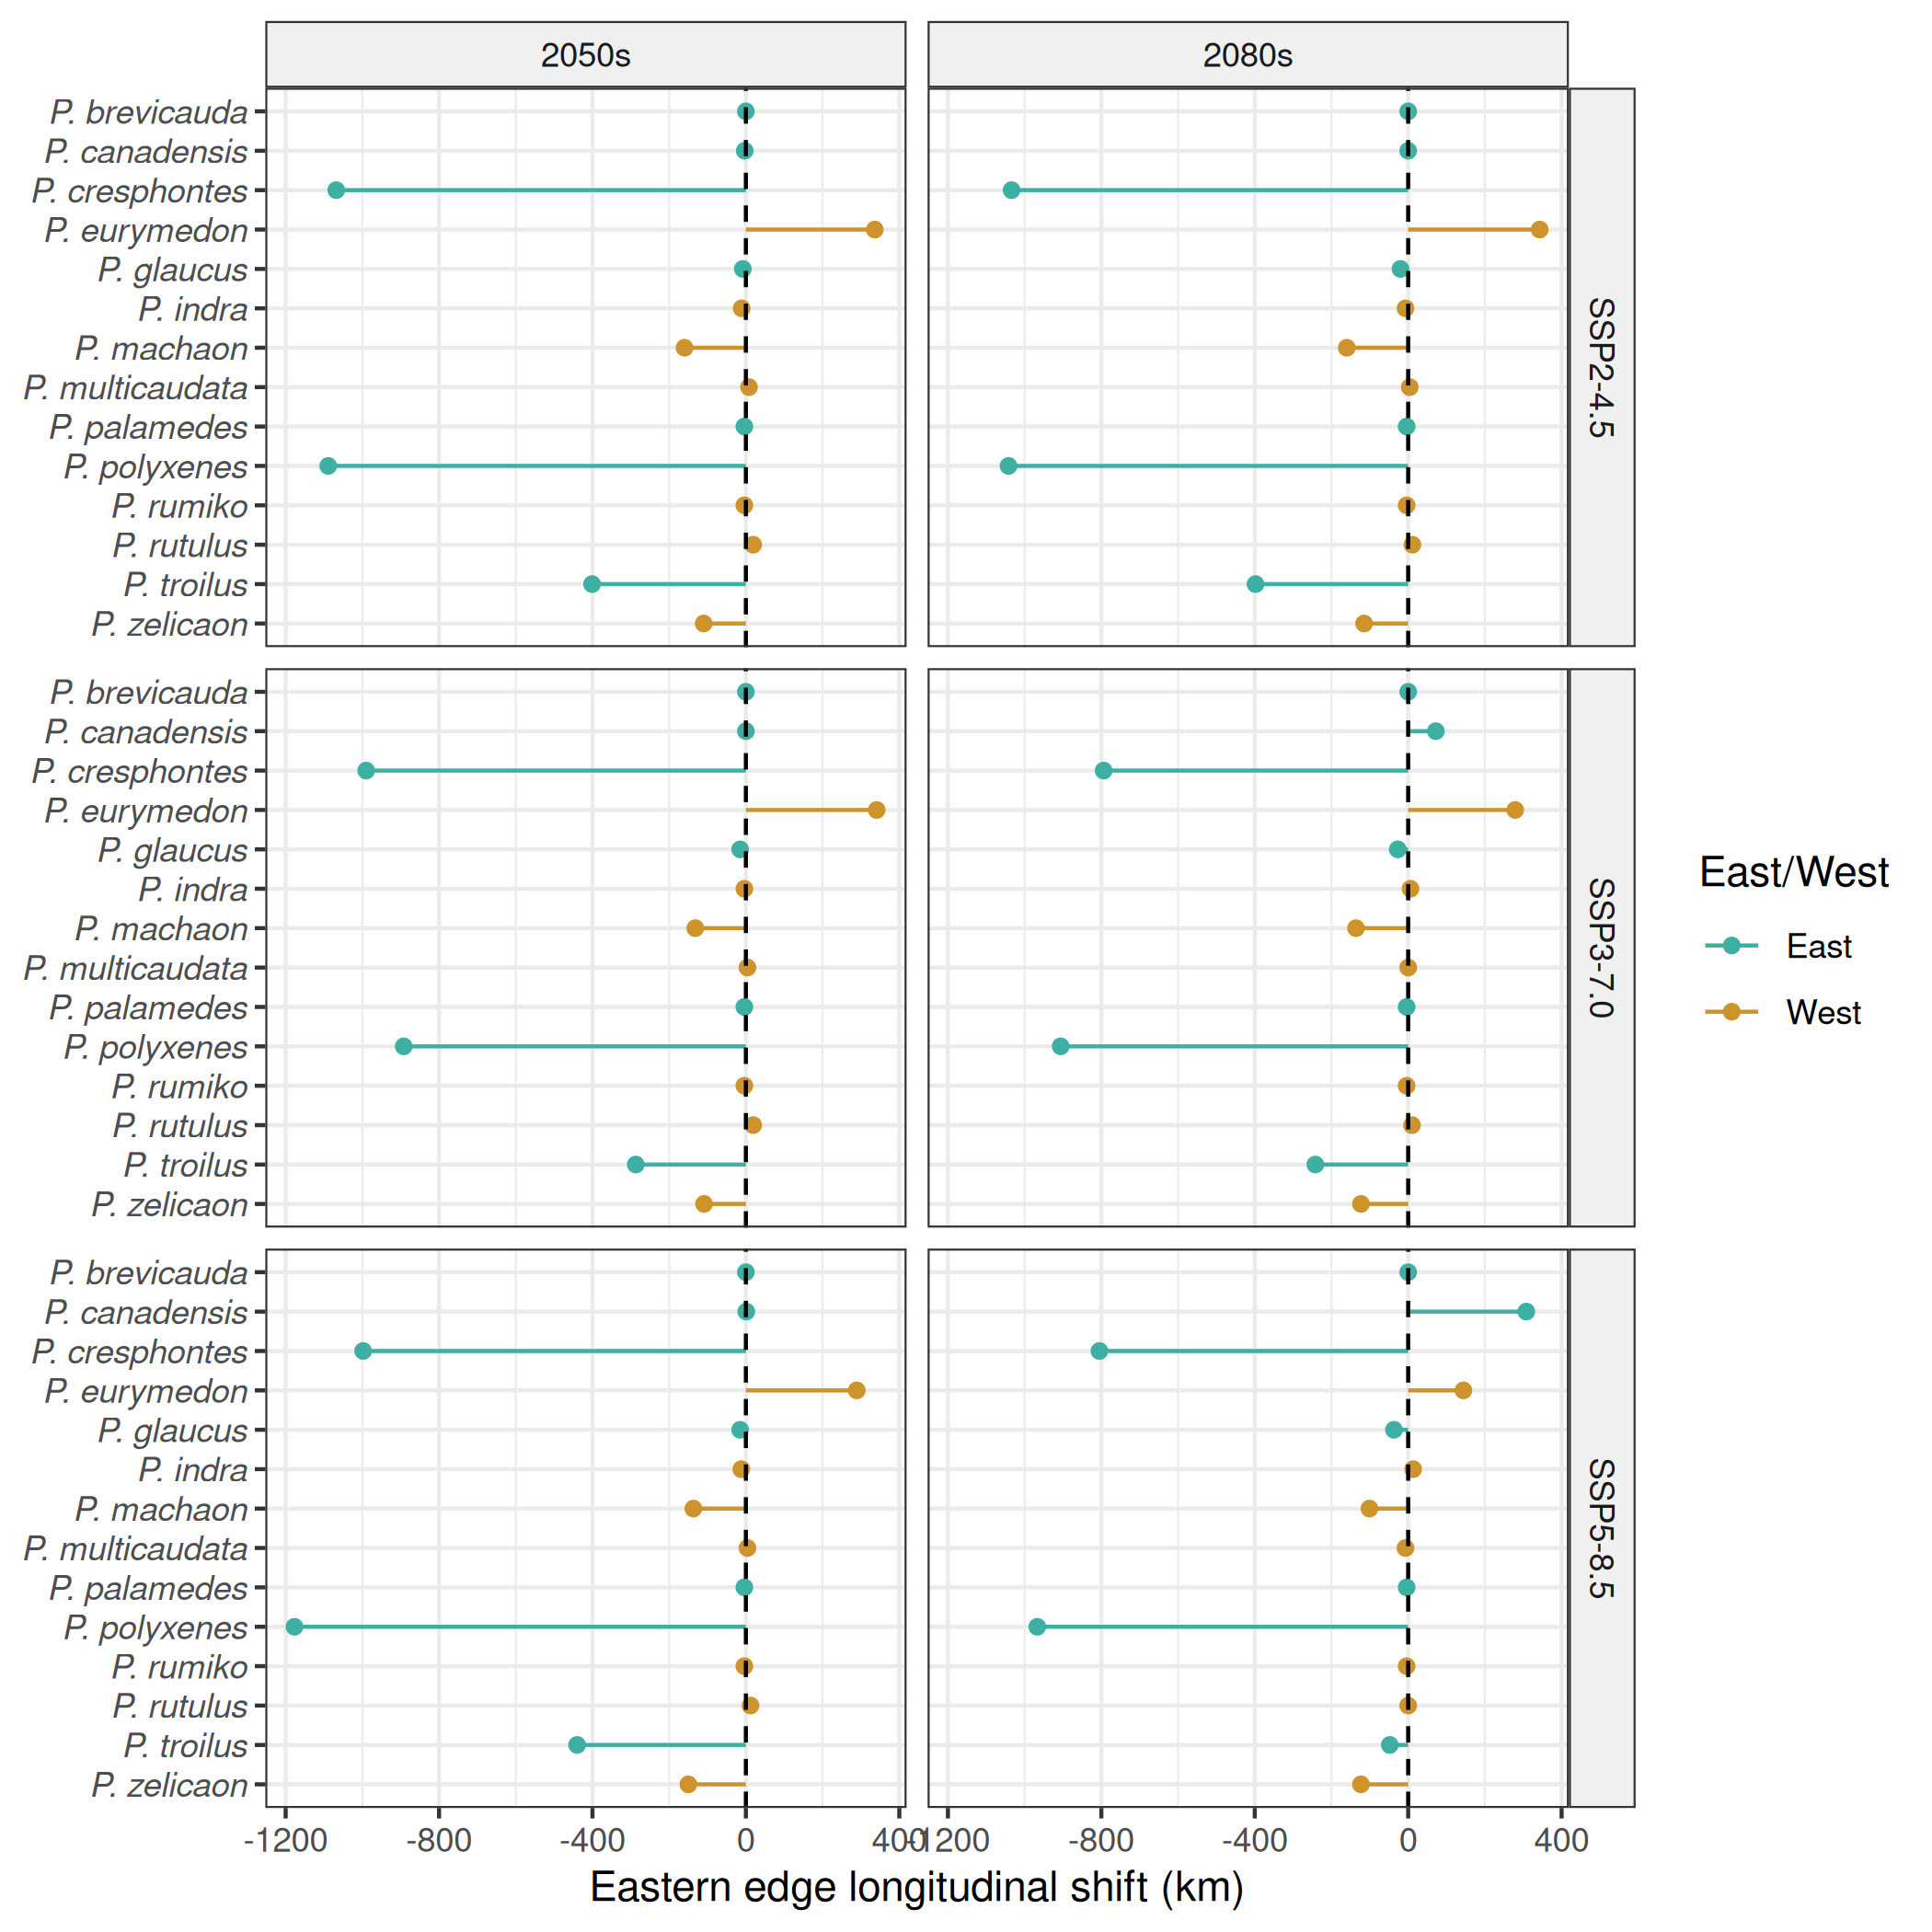 2050s 2080s
P. brevicauda
P. canadensis
P. cresphontes
P. eurymedon
P. glaucus
P. indra
P. machaon
P. multicaudata
P. palamedes
P. polyxenes
P. rumiko
P. rutulus
P. troilus
P. zelicaon
SSP2-4.5
P. brevicauda
P. canadensis
P. cresphontes
P. eurymedon
P. glaucus
P. indra
P. machaon
P. multicaudata
P. palamedes
P. polyxenes
P. rumiko
P. rutulus
P. troilus
P. zelicaon
SSP3-7.0
P. brevicauda
P. canadensis
P. cresphontes
P. eurymedon
P. glaucus
P. indra
P. machaon
P. multicaudata
P. palamedes
P. polyxenes
P. rumiko
P. rutulus
P. troilus
P. zelicaon
SSP5-8.5
-1200 -800 -400 0 400 -1200 -800 -400 0 400
Eastern edge longitudinal shift (km)
East/West
East
West